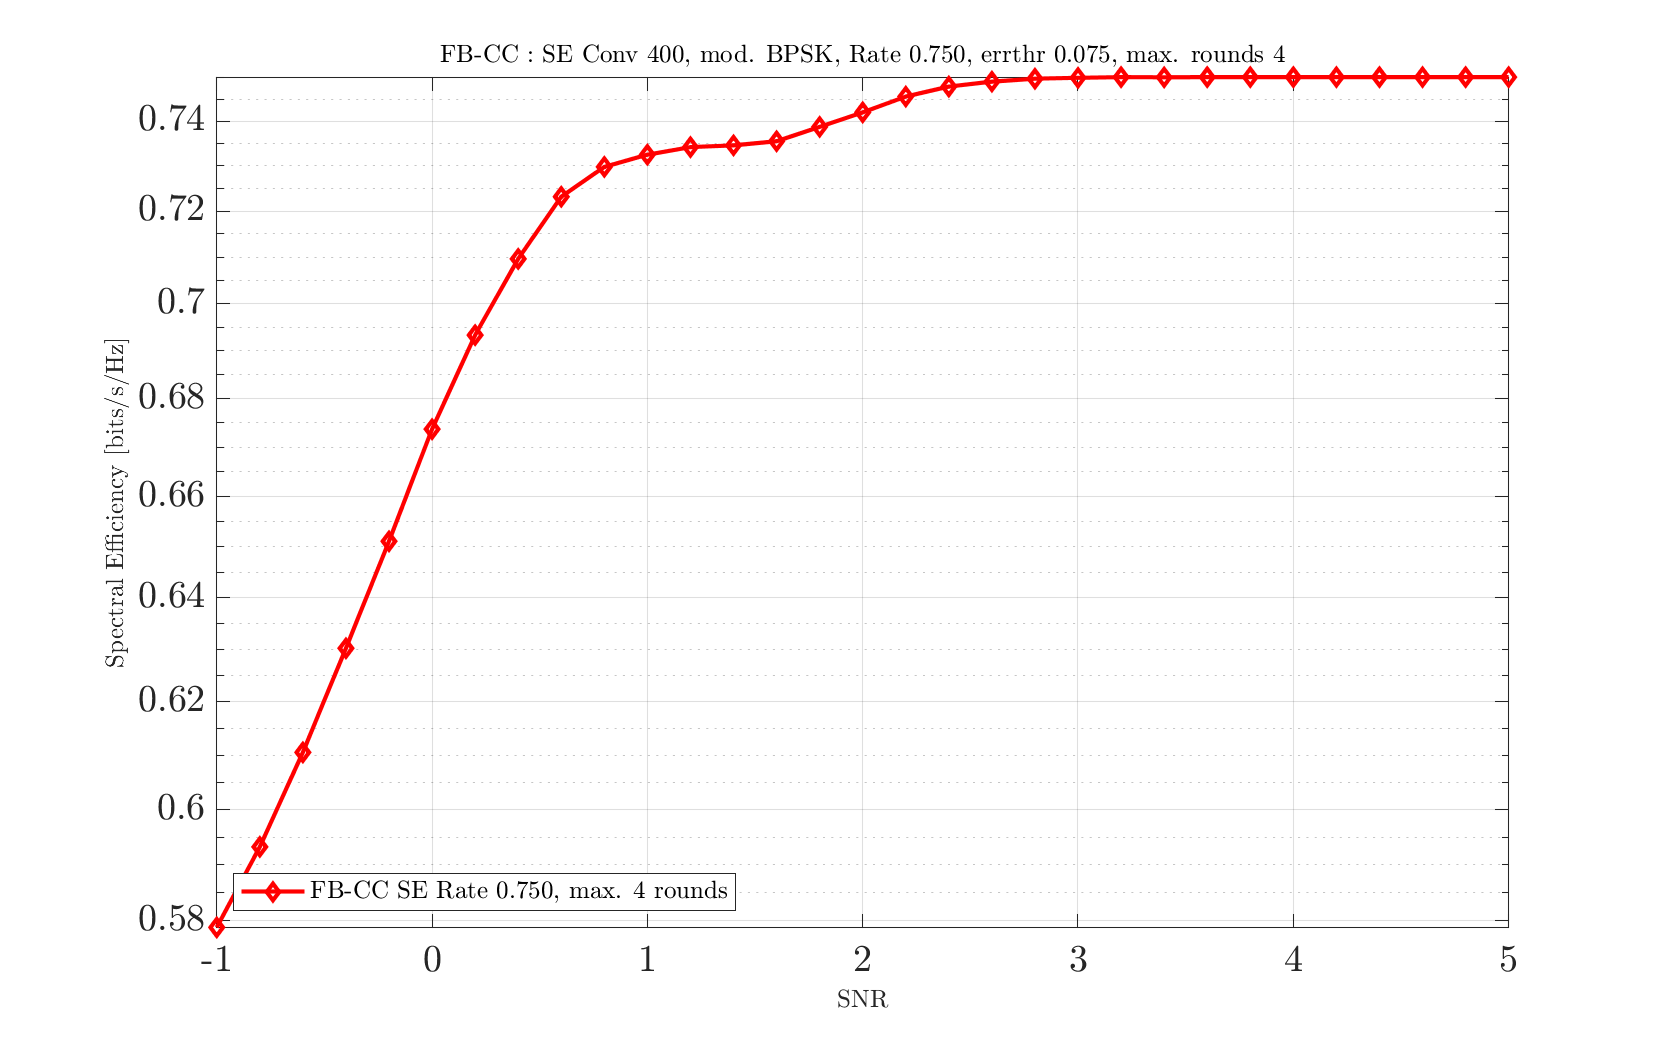 FB-CC : SE Conv 400, mod. BPSK, Rate 0.750, errthr 0.075, max. rounds 4
Spectral Efficiency [bits/s/Hz]
0.74
0.72
0.7
0.68
0.66
0.64
0.62
0.6
0.58
FB-CC SE Rate 0.750, max. 4 rounds
-1 0 1 2 3 4 5
SNR